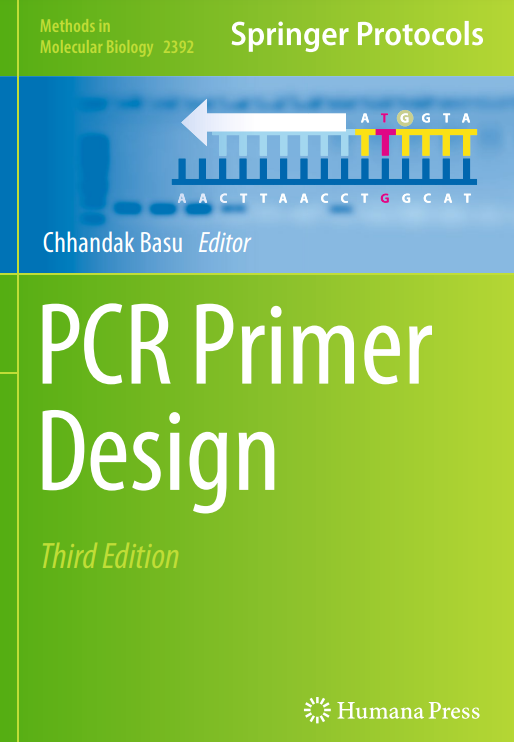 Methods in
Molecular Biology 2392
Springer Protocols
A T G G T A
A A C T T A A C C T G G C A T
Chhandak Basu Editor
PCR Primer
Design
Third Edition
Humana Press